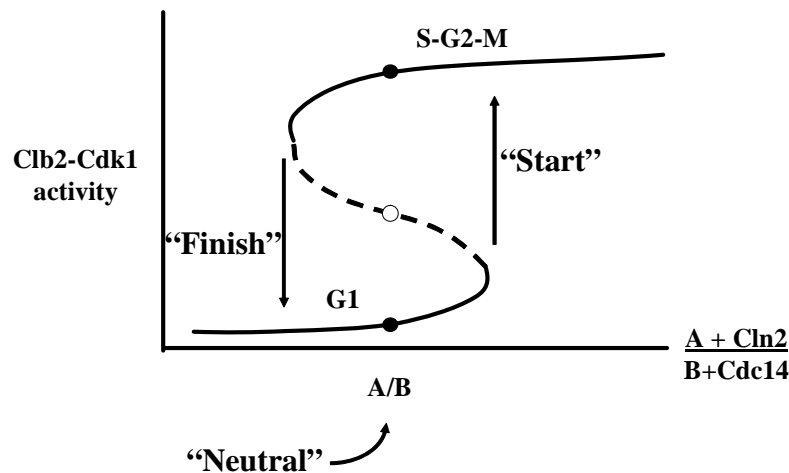 S-G2-M
Clb2-Cdk1
activity
“Start”
“Finish”
G1
A + Cln2
B+Cdc14
A/B
“Neutral”